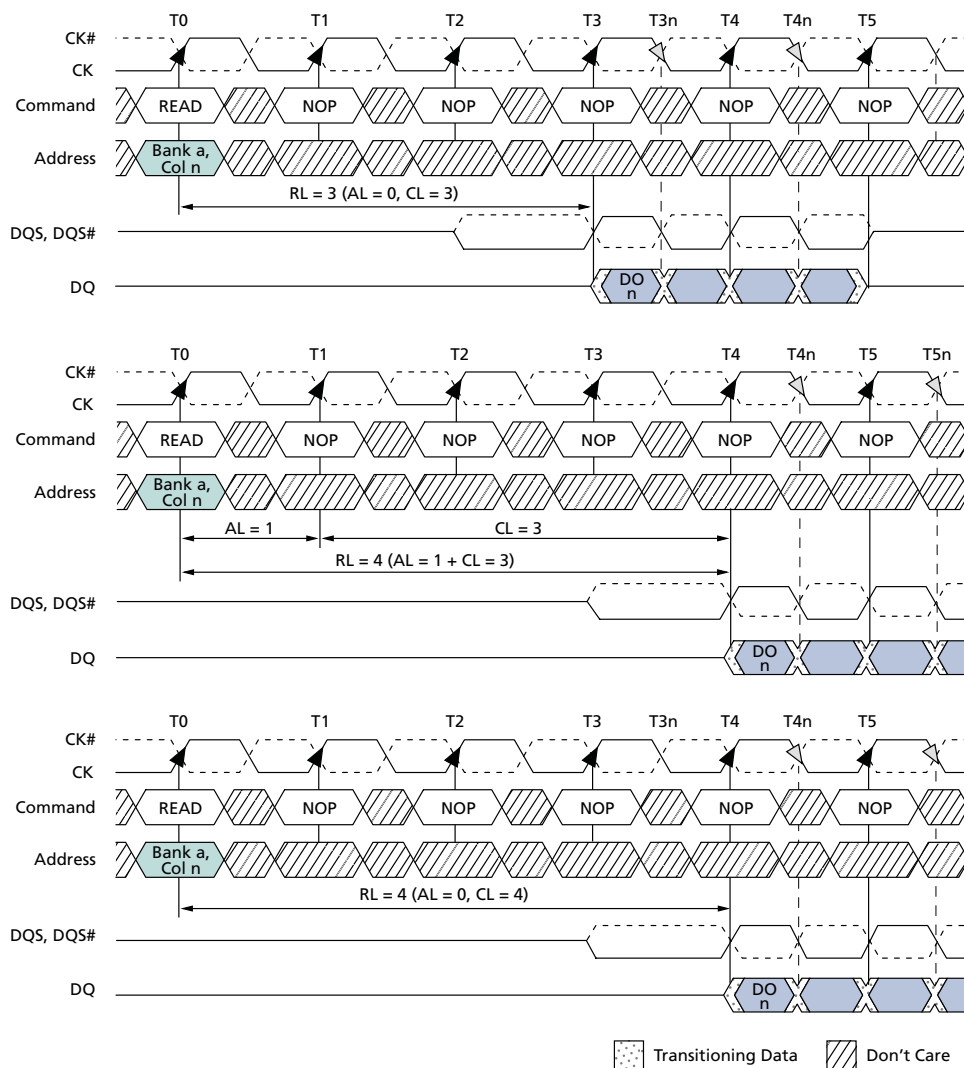 T0 T1 T2 T3 T3n T4 T4n T5
CK#
CK
Command READ NOP NOP NOP NOP NOP
Address Bank a,
Col n
RL = 3 (AL = 0, CL = 3)
DQS, DQS#
DQ DO
n
T0 T1 T2 T3 T4 T4n T5 T5n
CK#
CK
Command READ NOP NOP NOP NOP NOP
Address Bank a,
Col n
AL = 1 CL = 3
RL = 4 (AL = 1 + CL = 3)
DQS, DQS#
DQ DO
n
T0 T1 T2 T3 T3n T4 T4n T5
CK#
CK
Command READ NOP NOP NOP NOP NOP
Address Bank a,
Col n
RL = 4 (AL = 0, CL = 4)
DQS, DQS#
DQ DO
n
Transitioning Data Don't Care